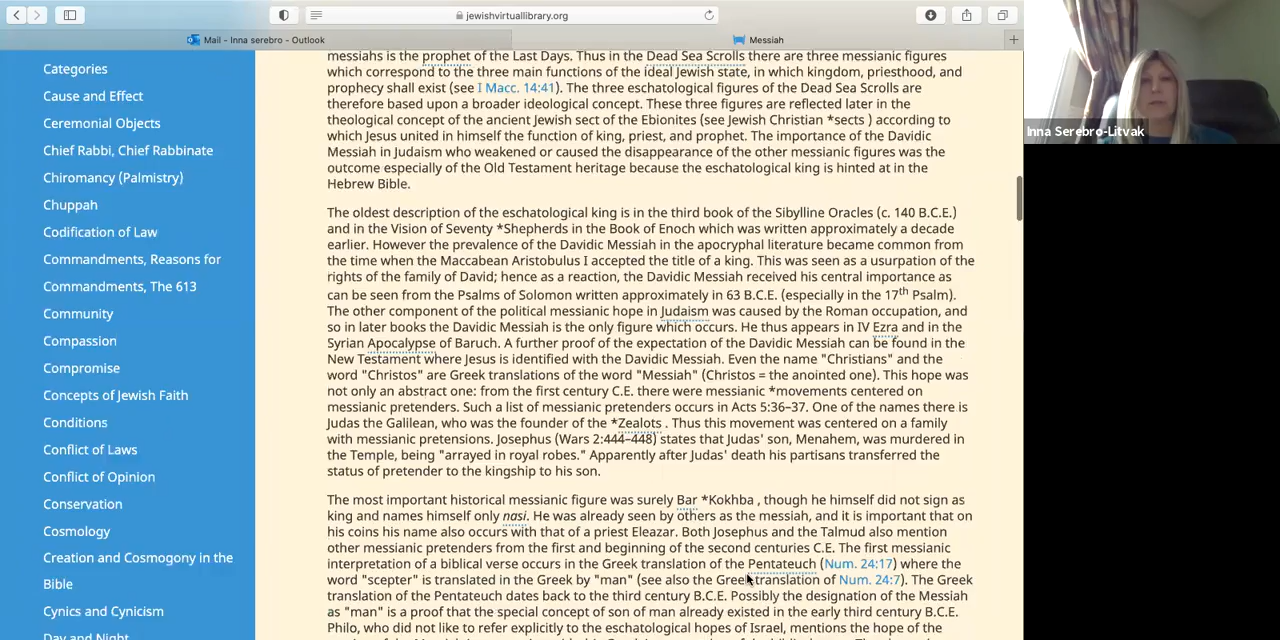 jewishvirtuallibrary.org
Mail - Inna serebro - Outlook
Messiah
Categories
Cause and Effect
Ceremonial Objects
Chief Rabbi, Chief Rabbinate
Chiromancy (Palmistry)
Chuppah
Codification of Law
Commandments, Reasons for
Commandments, The 613
Community
Compassion
Compromise
Concepts of Jewish Faith
Conditions
Conflict of Laws
Conflict of Opinion
Conservation
Cosmology
Creation and Cosmogony in the
Bible
Cynics and Cynicism
Day and Night
messiahs is the prophet of the Last Days. Thus in the Dead Sea Scrolls there are three messianic figures
which correspond to the three main functions of the ideal Jewish state, in which kingdom, priesthood, and
prophecy shall exist (see I Macc. 14:41). The three eschatological figures of the Dead Sea Scrolls are
therefore based upon a broader ideological concept. These three figures are reflected later in the
theological concept of the ancient Jewish sect of the Ebionites (see Jewish Christian *sects ) according to
which Jesus united in himself the function of king, priest, and prophet. The importance of the Davidic
Messiah in Judaism who weakened or caused the disappearance of the other messianic figures was the
outcome especially of the Old Testament heritage because the eschatological king is hinted at in the
Hebrew Bible.
The oldest description of the eschatological king is in the third book of the Sibylline Oracles (c. 140 B.C.E.)
and in the Vision of Seventy *Shepherds in the Book of Enoch which was written approximately a decade
earlier. However the prevalence of the Davidic Messiah in the apocryphal literature became common from
the time when the Maccabean Aristobulus I accepted the title of a king. This was seen as a usurpation of the
rights of the family of David; hence as a reaction, the Davidic Messiah received his central importance as
can be seen from the Psalms of Solomon written approximately in 63 B.C.E. (especially in the 17th Psalm).
The other component of the political messianic hope in Judaism was caused by the Roman occupation, and
so in later books the Davidic Messiah is the only figure which occurs. He thus appears in IV Ezra and in the
Syrian Apocalypse of Baruch. A further proof of the expectation of the Davidic Messiah can be found in the
New Testament where Jesus is identified with the Davidic Messiah. Even the name "Christians" and the
word "Christos" are Greek translations of the word "Messiah" (Christos = the anointed one). This hope was
not only an abstract one: from the first century C.E. there were messianic *movements centered on
messianic pretenders. Such a list of messianic pretenders occurs in Acts 5:36–37. One of the names there is
Judas the Galilean, who was the founder of the *Zealots . Thus this movement was centered on a family
with messianic pretensions. Josephus (Wars 2:444–448) states that Judas' son, Menahem, was murdered in
the Temple, being "arrayed in royal robes." Apparently after Judas' death his partisans transferred the
status of pretender to the kingship to his son.
The most important historical messianic figure was surely Bar *Kokhba , though he himself did not sign as
king and names himself only nasi. He was already seen by others as the messiah, and it is important that on
his coins his name also occurs with that of a priest Eleazar. Both Josephus and the Talmud also mention
other messianic pretenders from the first and beginning of the second centuries C.E. The first messianic
interpretation of a biblical verse occurs in the Greek translation of the Pentateuch (Num. 24:17) where the
word "scepter" is translated in the Greek by "man" (see also the Greek translation of Num. 24:7). The Greek
translation of the Pentateuch dates back to the third century B.C.E. Possibly the designation of the Messiah
as "man" is a proof that the special concept of son of man already existed in the early third century B.C.E.
Philo, who did not like to refer explicitly to the eschatological hopes of Israel, mentions the hope of the
Inna Serebro-Litvak